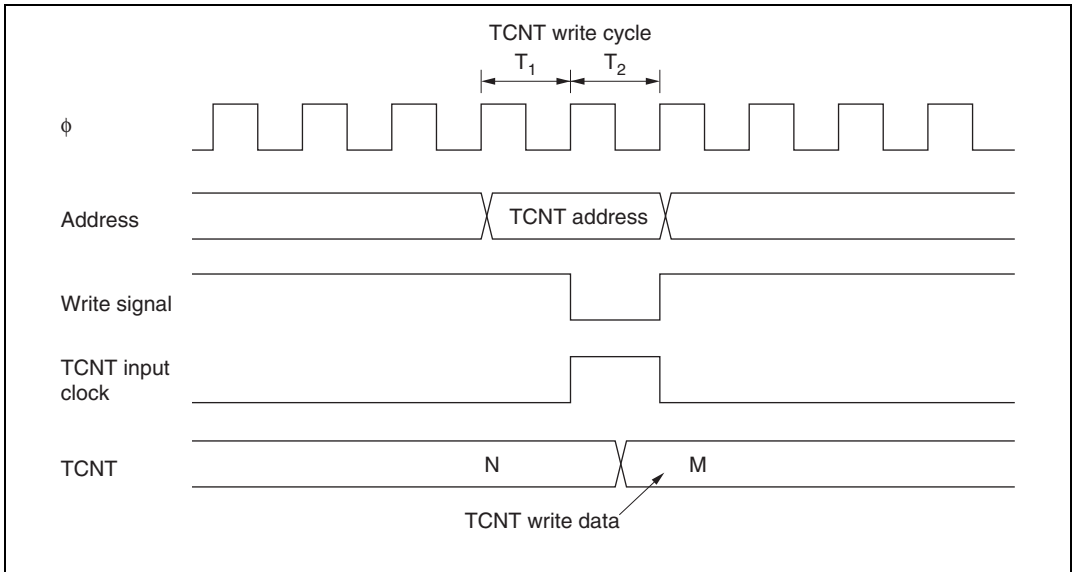 TCNT write cycle
T1 T2
ϕ
Address
TCNT address
Write signal
TCNT input
clock
TCNT
N
M
TCNT write data